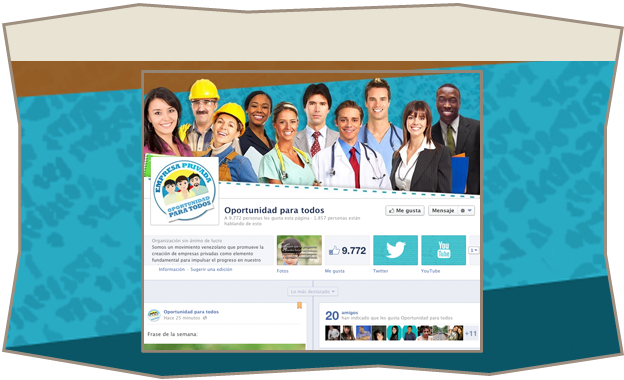 EMPRESA PRIVADA
OPORTUNIDAD
PARA TODOS
Oportunidad para todos
A 9.772 personas les gusta esta página · 1.857 personas están
hablando de esto
Me gusta
Mensaje
Organización sin ánimo de lucro
Somos un movimiento venezolano que promueve la
creación de empresas privadas como elemento
fundamental para impulsar el progreso en nuestro
Información
Sugerir una edición
Fotos
9.772
Me gusta
Twitter
You
Tube
YouTube
Lo más destacado
Oportunidad para todos
Hace 25 minutos
Frase de la semana:
20 amigos
Han indicado que les gusta Oportunidad para todos
+11